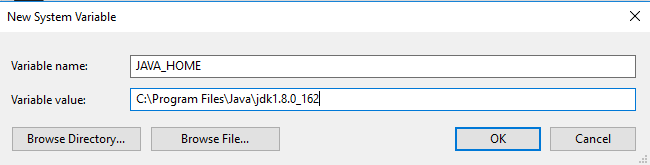 New System Variable
Variable name: JAVA_HOME
Variable value: C:\Program Files\Java\jdk1.8.0_162
Browse Directory... Browse File... OK Cancel